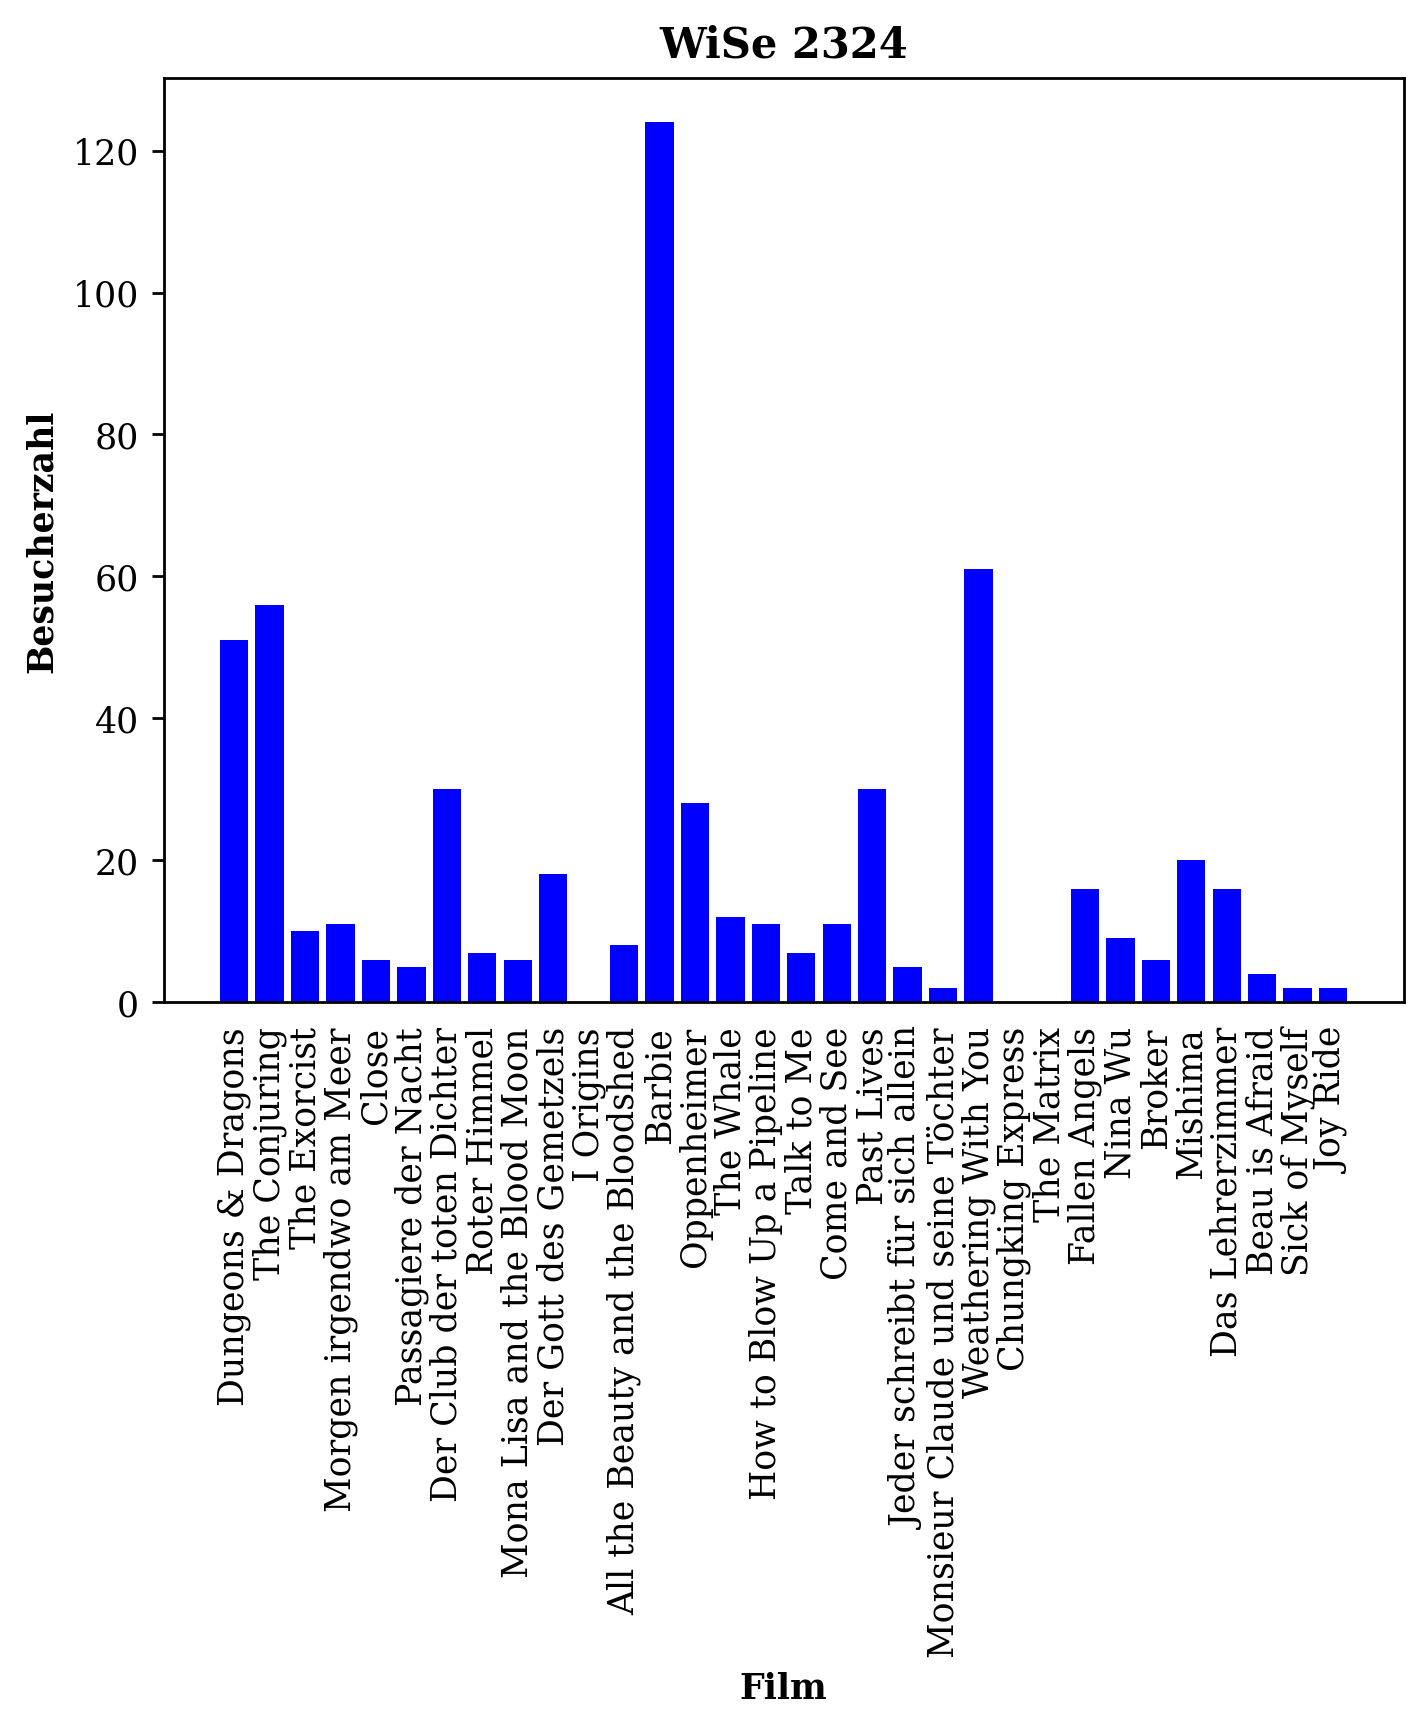 WiSe 2324
Besucherzahl
120
100
80
60
40
20
0
Dungeons & Dragons
The Conjuring
The Exorcist
Morgen irgendwo am Meer
Close
Passagiere der Nacht
Der Club der toten Dichter
Roter Himmel
Mona Lisa and the Blood Moon
Der Gott des Gemetzels
I Origins
All the Beauty and the Bloodshed
Barbie
Oppenheimer
The Whale
How to Blow Up a Pipeline
Talk to Me
Come and See
Past Lives
Jeder schreibt für sich allein
Monsieur Claude und seine Töchter
Weathering With You
Chungking Express
The Matrix
Fallen Angels
Nina Wu
Broker
Mishima
Das Lehrerzimmer
Beau is Afraid
Sick of Myself
Joy Ride
Film